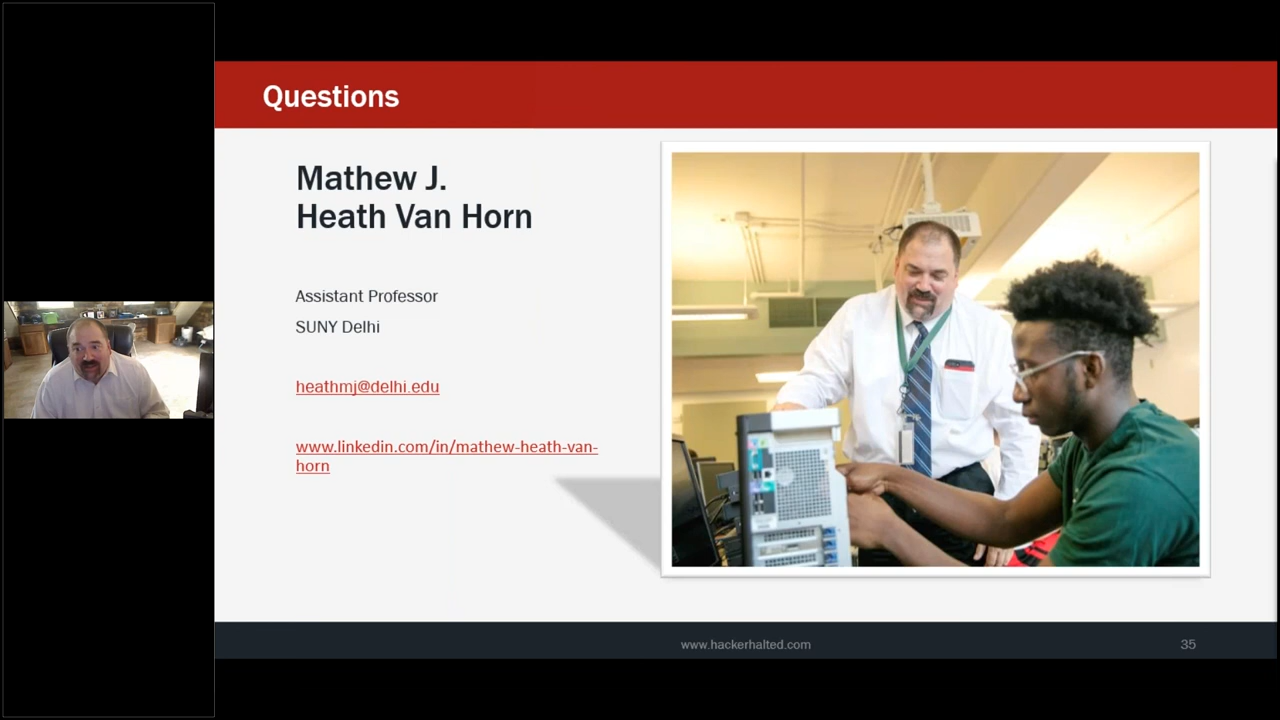 Questions
Mathew J.
Heath Van Horn
Assistant Professor
SUNY Delhi
heathmj@delhi.edu
www.linkedin.com/in/mathew-heath-van-
horn
www.hackerhalted.com
35